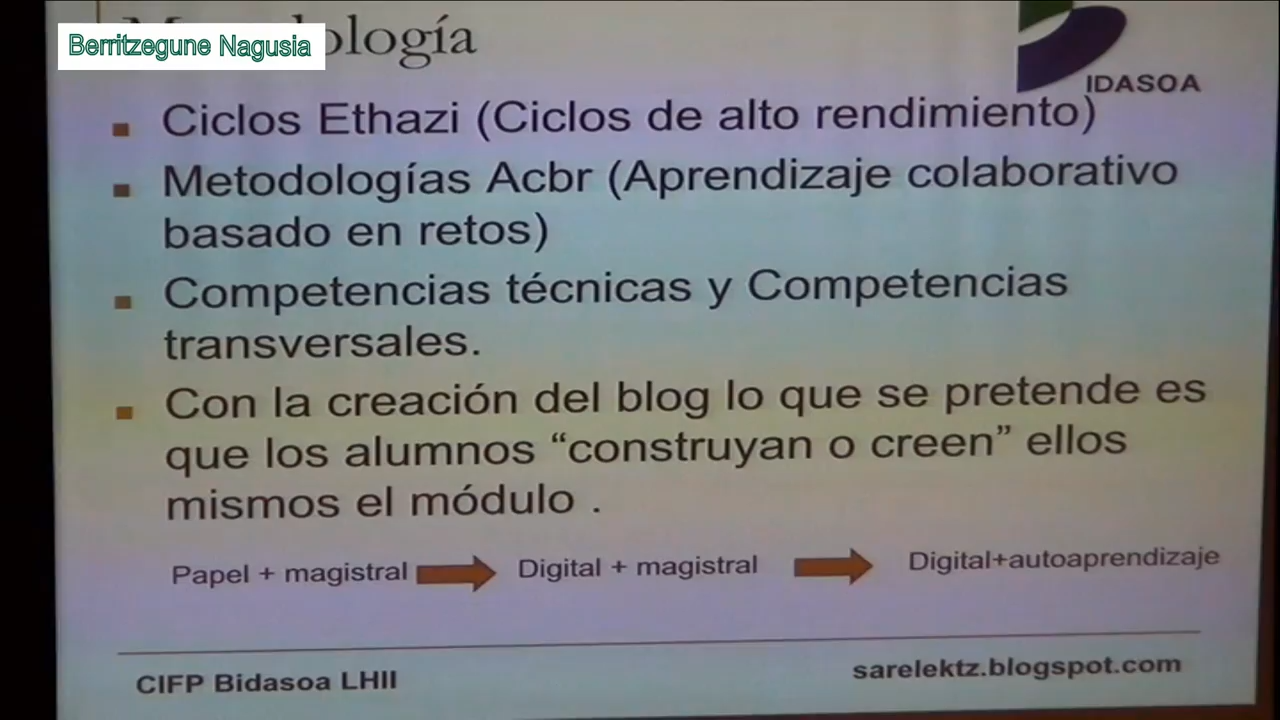 Berritzegune Nagusia
IDASOA
Ciclos Ethazi (Ciclos de alto rendimiento)
Metodologías Acbr (Aprendizaje colaborativo
basado en retos)
Competencias técnicas y Competencias
transversales.
Con la creación del blog lo que se pretende es
que los alumnos “construyan o creen” ellos
mismos el módulo .
Papel + magistral Digital + magistral Digital+autoaprendizaje
CIFP Bidasoa LHII sarelektz.blogspot.com